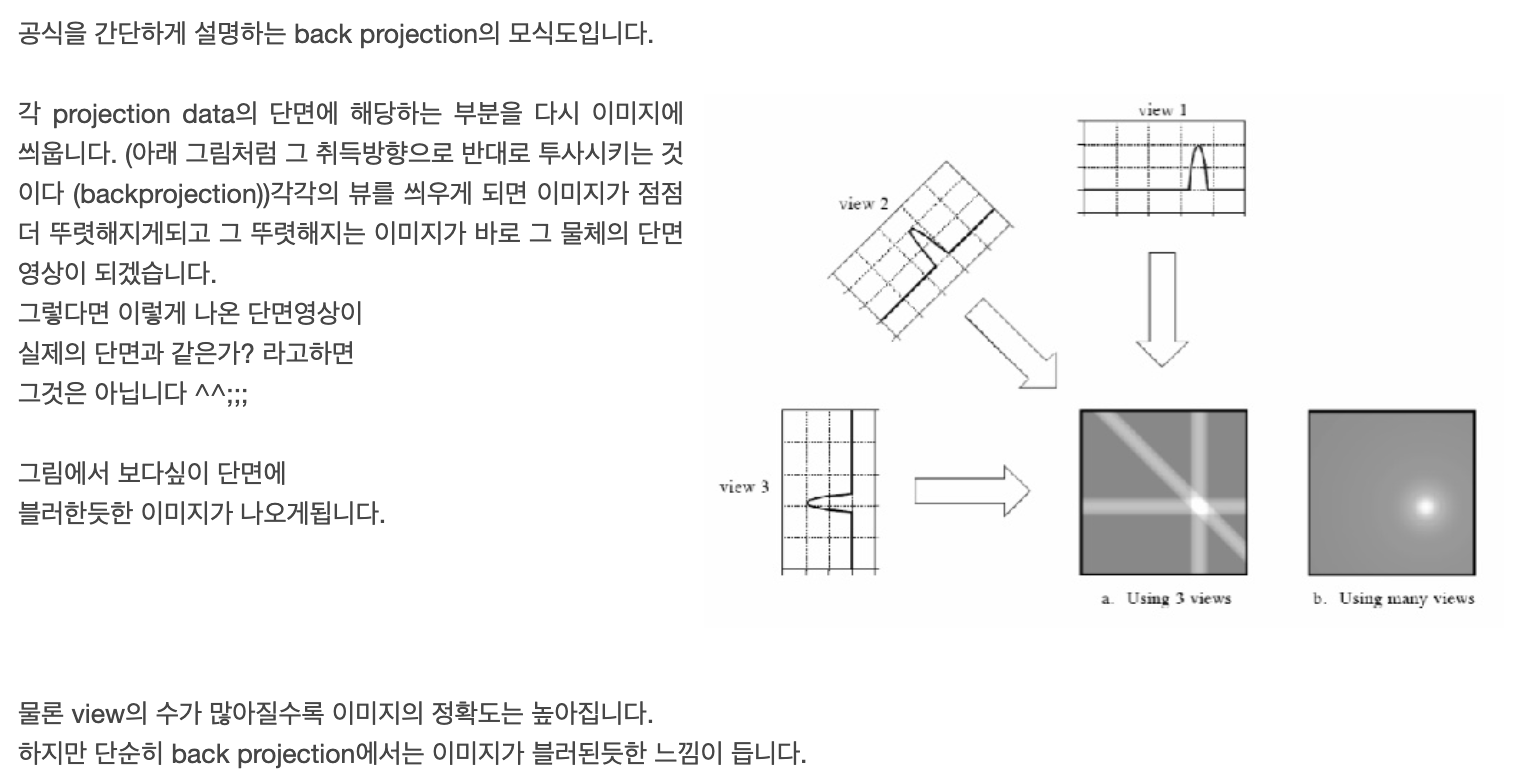 공식을 간단하게 설명하는 back projection의 모식도입니다.
각 projection data의 단면에 해당하는 부분을 다시 이미지에
씌웁니다. (아래 그림처럼 그 취득방향으로 반대로 투사시키는 것
이다 (backprojection))각각의 뷰를 씌우게 되면 이미지가 점점
더 뚜렷해지게되고 그 뚜렷해지는 이미지가 바로 그 물체의 단면
영상이 되겠습니다.
그렇다면 이렇게 나온 단면영상이
실제의 단면과 같은가? 라고하면
그것은 아닙니다 ^^;;;
그림에서 보다싶이 단면에
블러한듯한 이미지가 나오게됩니다.
view 1
view 2
view 3
a. Using 3 views
b. Using many views
물론 view의 수가 많아질수록 이미지의 정확도는 높아집니다.
하지만 단순히 back projection에서는 이미지가 블러된듯한 느낌이 듭니다.